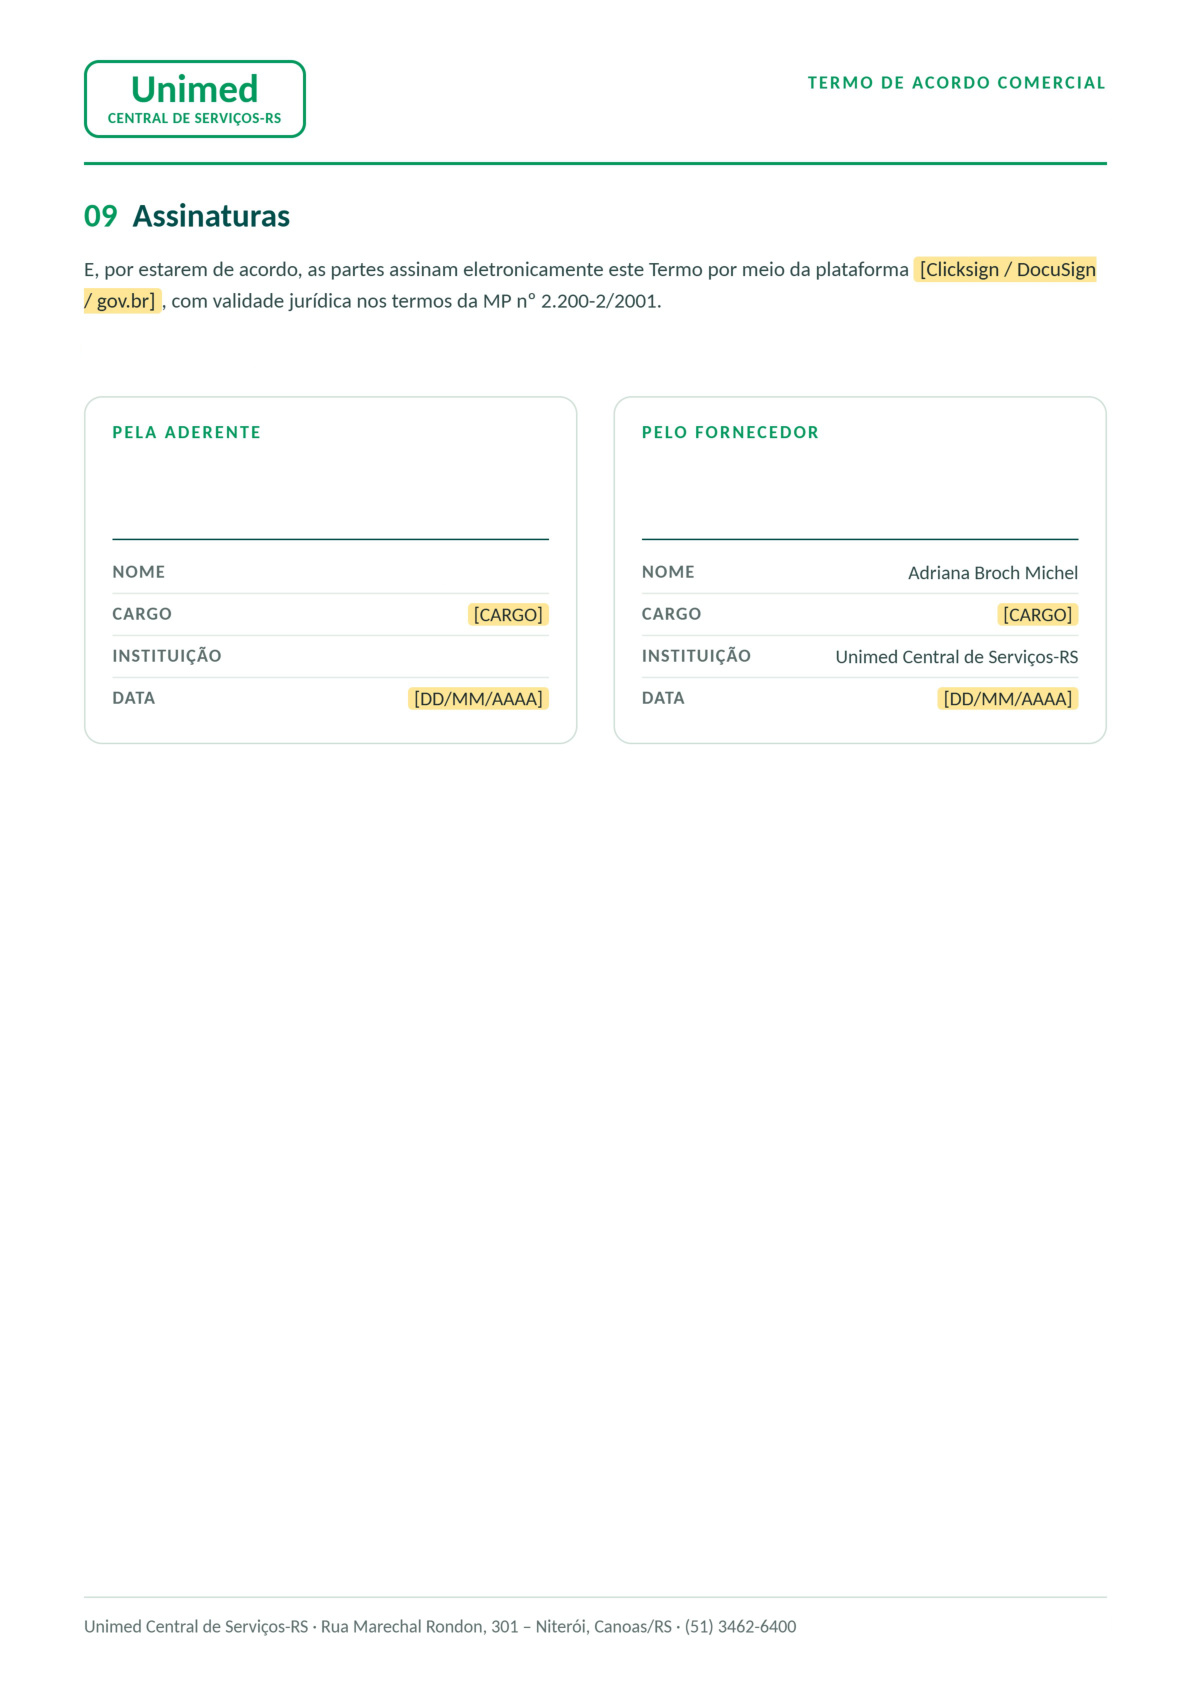 Unimed
CENTRAL DE SERVIÇOS-RS
TERMO DE ACORDO COMERCIAL
09 Assinaturas
E, por estarem de acordo, as partes assinam eletronicamente este Termo por meio da plataforma [Clicksign / DocuSign
/ gov.br] , com validade jurídica nos termos da MP nº 2.200-2/2001.
PELA ADERENTE
NOME
CARGO [CARGO]
INSTITUIÇÃO
DATA [DD/MM/AAAA]
PELO FORNECEDOR
NOME Adriana Broch Michel
CARGO [CARGO]
INSTITUIÇÃO Unimed Central de Serviços-RS
DATA [DD/MM/AAAA]
Unimed Central de Serviços-RS · Rua Marechal Rondon, 301 – Niterói, Canoas/RS · (51) 3462-6400